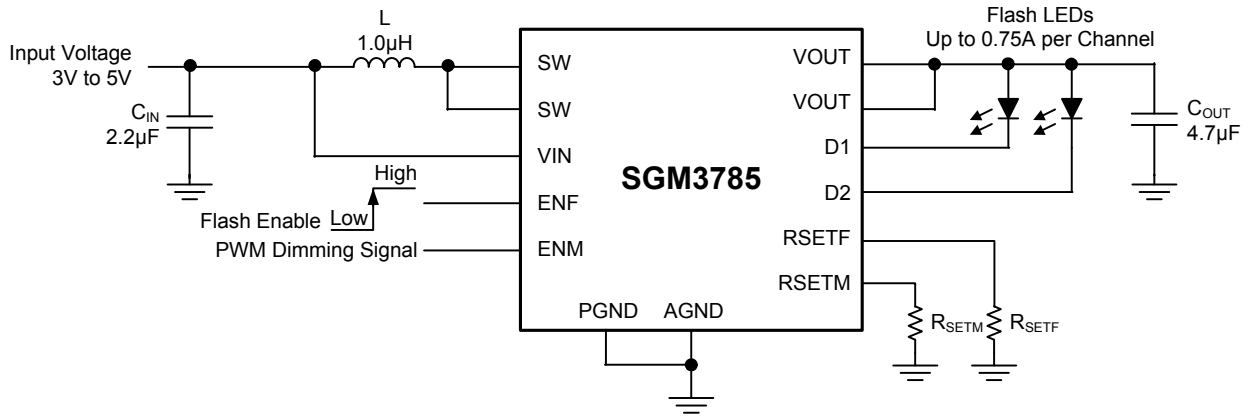 Input Voltage
3V to 5V
C_IN
2.2µF
L
1.0µH
SW
SW
VIN
High
Flash Enable Low
ENF
PWM Dimming Signal
ENM
SGM3785
PGND
AGND
Flash LEDs
Up to 0.75A per Channel
VOUT
VOUT
D1
D2
RSETF
RSETM
C_OUT
4.7µF
R_SETM
R_SETF